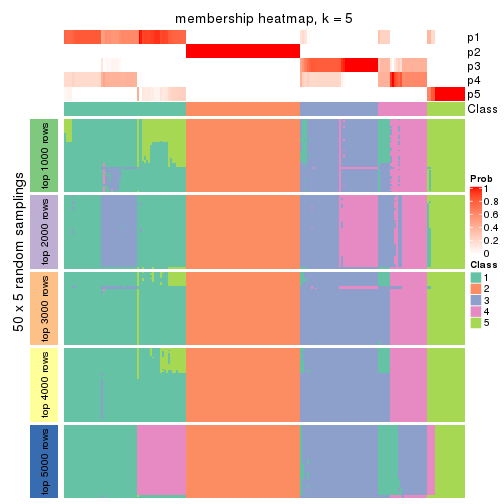 membership heatmap, k = 5
p1
p2
p3
p4
p5
Class
50 x 5 random samplings
top 1000 rows
top 2000 rows
top 3000 rows
top 4000 rows
top 5000 rows
Prob
1
0.8
0.6
0.4
0.2
0
Class
1
2
3
4
5